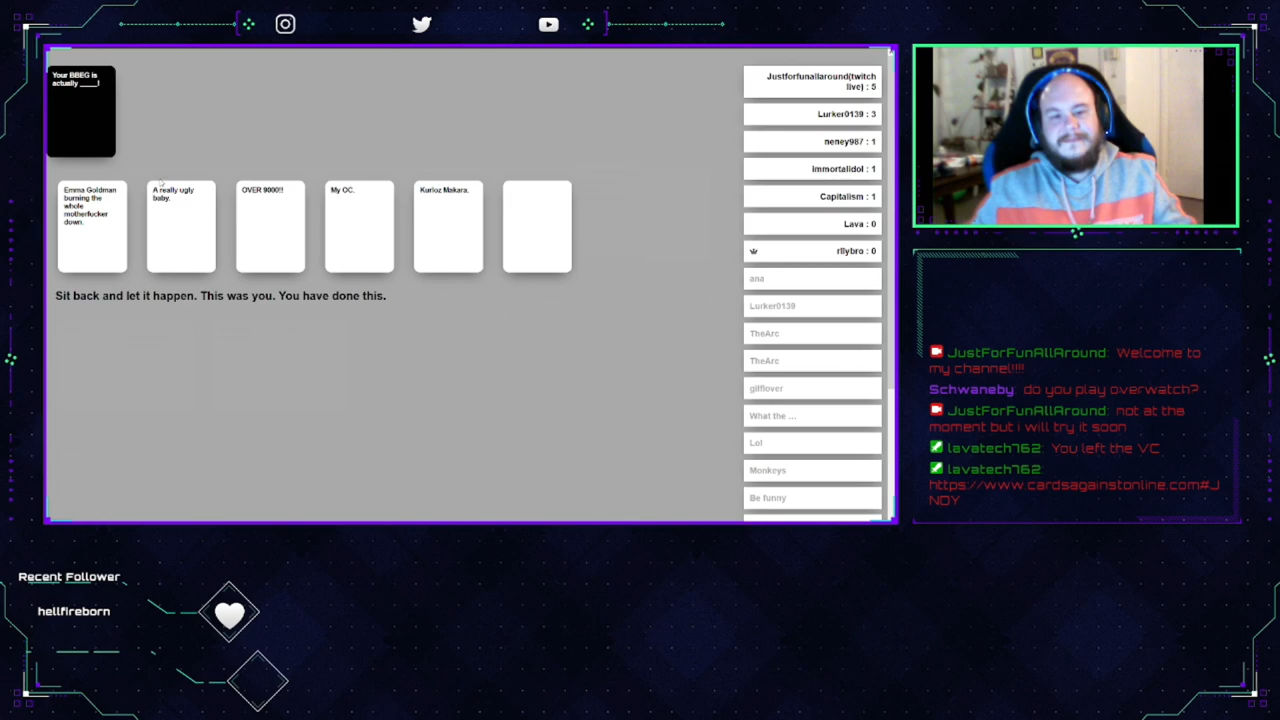 Your BBEG is
actually ____!
Emma Goldman
burning the
whole
motherfucker
down.
A really ugly
baby.
OVER 9000!!
My OC.
Kurloz Makara.
Sit back and let it happen. This was you. You have done this.
Justforfunallaround(twitch
live) : 5
Lurker0139 : 3
neney987 : 1
Immortalidol : 1
Capitalism : 1
Lava : 0
rllybro : 0
ana
Lurker0139
TheArc
TheArc
gilflover
What the ...
Lol
Monkeys
Be funny
JustForFunAllAround: Welcome to
my channel!!!!
Schwaneby: do you play overwatch?
JustForFunAllAround: not at the
moment but i will try it soon
lavatech762: You left the VC
lavatech762:
https://www.cardsagainstonline.com#J
NDY
Recent Follower
hellfireborn